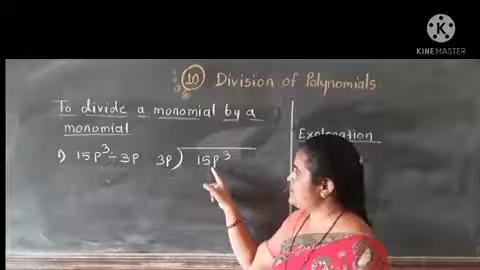 KINEMASTER
10 Division of Polynomials
To divide a monomial by a
monomial
Explanation
1) 15p³÷3p 3p) 15p³